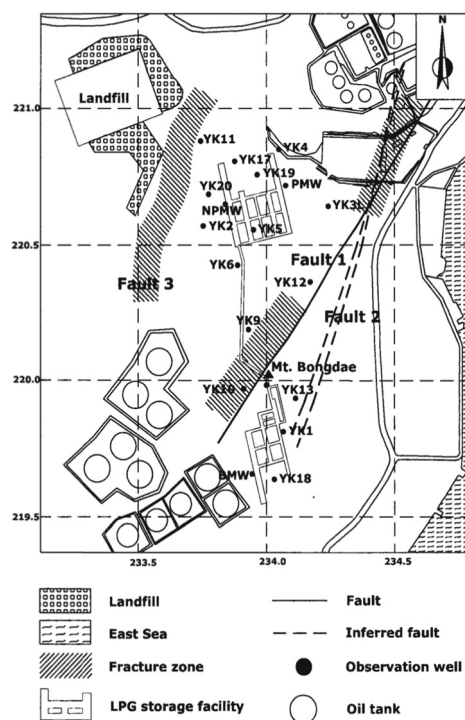 N
221.0
220.5
220.0
219.5
233.5
234.0
234.5
Landfill
YK11
YK17
YK4
YK19
PMW
YK20
NPMW
YK2
YK5
YK6
Fault 1
Fault 3
YK12
Fault 2
YK9
Mt. Bongdae
YK10
YK13
YK1
YK18
Landfill
East Sea
Fracture zone
LPG storage facility
Fault
Inferred fault
Observation well
Oil tank